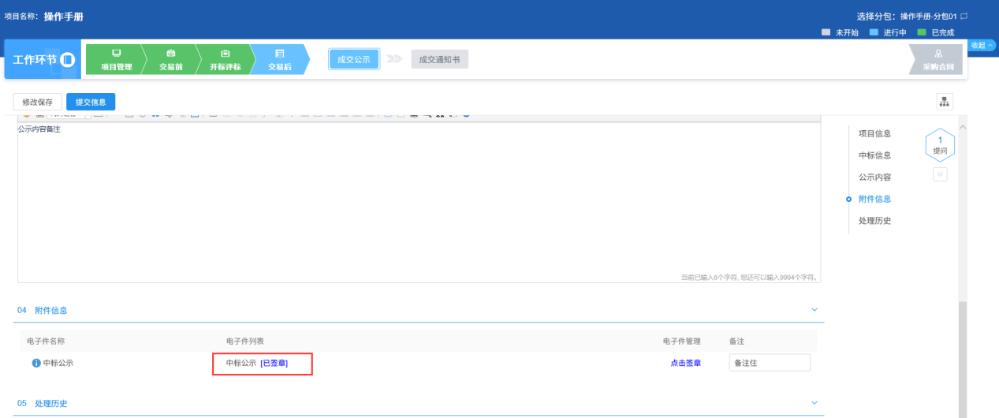 项目名称： 操作手册
选择分包：操作手册-分包01
未开始 进行中 已完成
收起
工作环节
项目管理 交易前 开标评标 交易后
成交公示 成交通知书
采购合同
修改保存 提交信息
公示内容备注
当前已输入6个字符, 您还可以输入9994个字符。
项目信息
中标信息
公示内容
附件信息
处理历史
1
提问
04 附件信息
电子件名称 电子件列表 电子件管理 备注
中标公示 中标公示 [已签章] 点击签章 备注住
05 处理历史